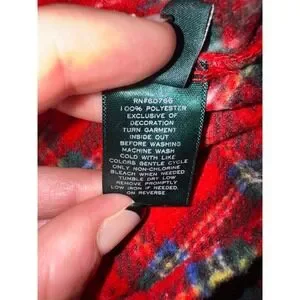 RN#60766
100% POLYESTER
EXCLUSIVE OF
DECORATION
TURN GARMENT
INSIDE OUT
BEFORE WASHING
MACHINE WASH
COLD WITH LIKE
COLORS GENTLE CYCLE
ONLY NON-CHLORINE
BLEACH WHEN NEEDED
TUMBLE DRY LOW
REMOVE PROMPTLY
LOW IRON IF NEEDED,
ON REVERSE